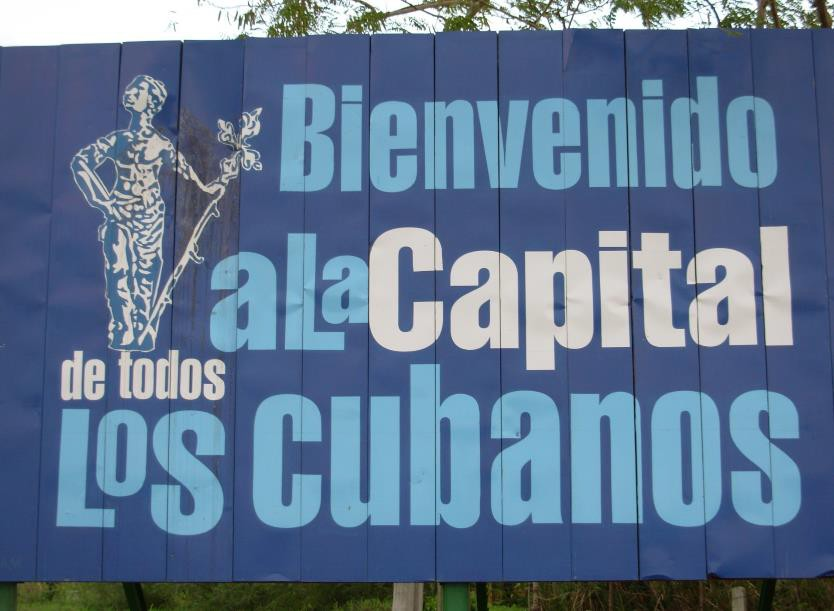 Bienvenido
a La Capital
de todos
Los cubanos